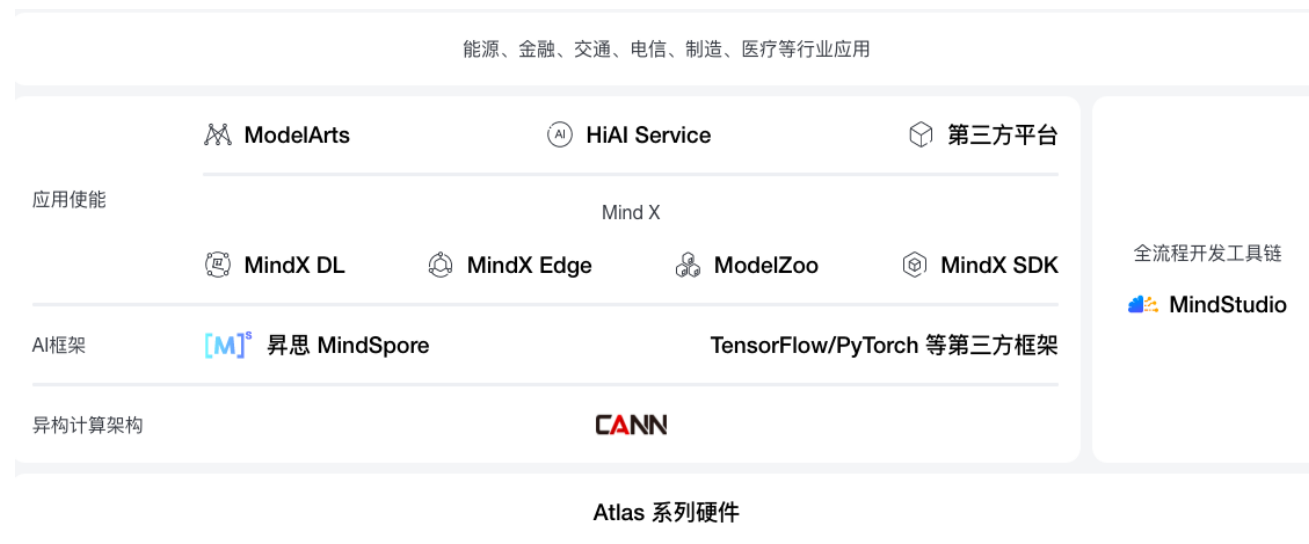 能源、金融、交通、电信、制造、医疗等行业应用
ModelArts
AI
HiAI Service
第三方平台
应用使能
Mind X
MindX DL
MindX Edge
ModelZoo
MindX SDK
全流程开发工具链
MindStudio
AI框架
[M]s 昇思 MindSpore
TensorFlow/PyTorch 等第三方框架
异构计算架构
CANN
Atlas 系列硬件